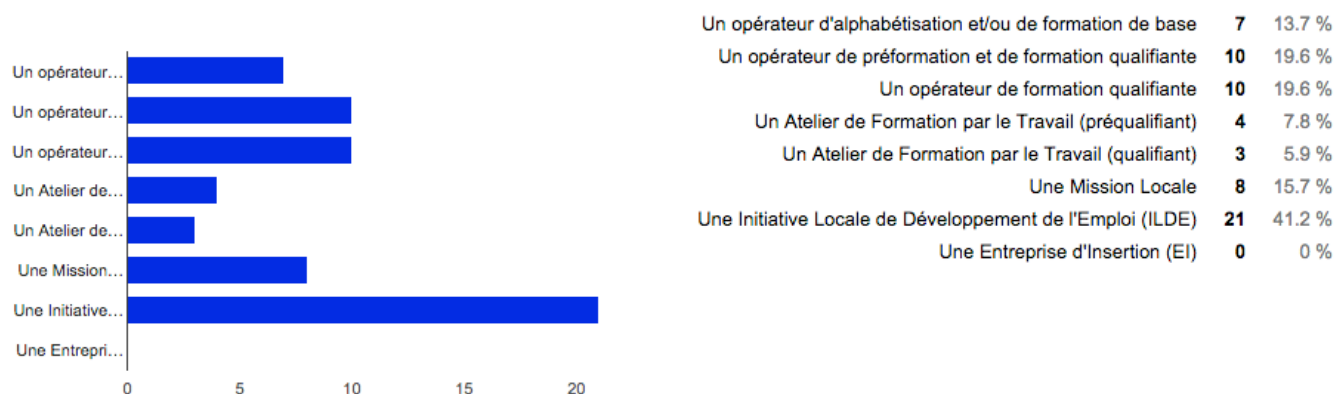 Un opérateur...
Un opérateur...
Un opérateur...
Un Atelier de...
Un Atelier de...
Une Mission...
Une Initiative...
Une Entrepri...
0 5 10 15 20
Un opérateur d'alphabétisation et/ou de formation de base 7 13.7 %
Un opérateur de préformation et de formation qualifiante 10 19.6 %
Un opérateur de formation qualifiante 10 19.6 %
Un Atelier de Formation par le Travail (préqualifiant) 4 7.8 %
Un Atelier de Formation par le Travail (qualifiant) 3 5.9 %
Une Mission Locale 8 15.7 %
Une Initiative Locale de Développement de l'Emploi (ILDE) 21 41.2 %
Une Entreprise d'Insertion (EI) 0 0 %